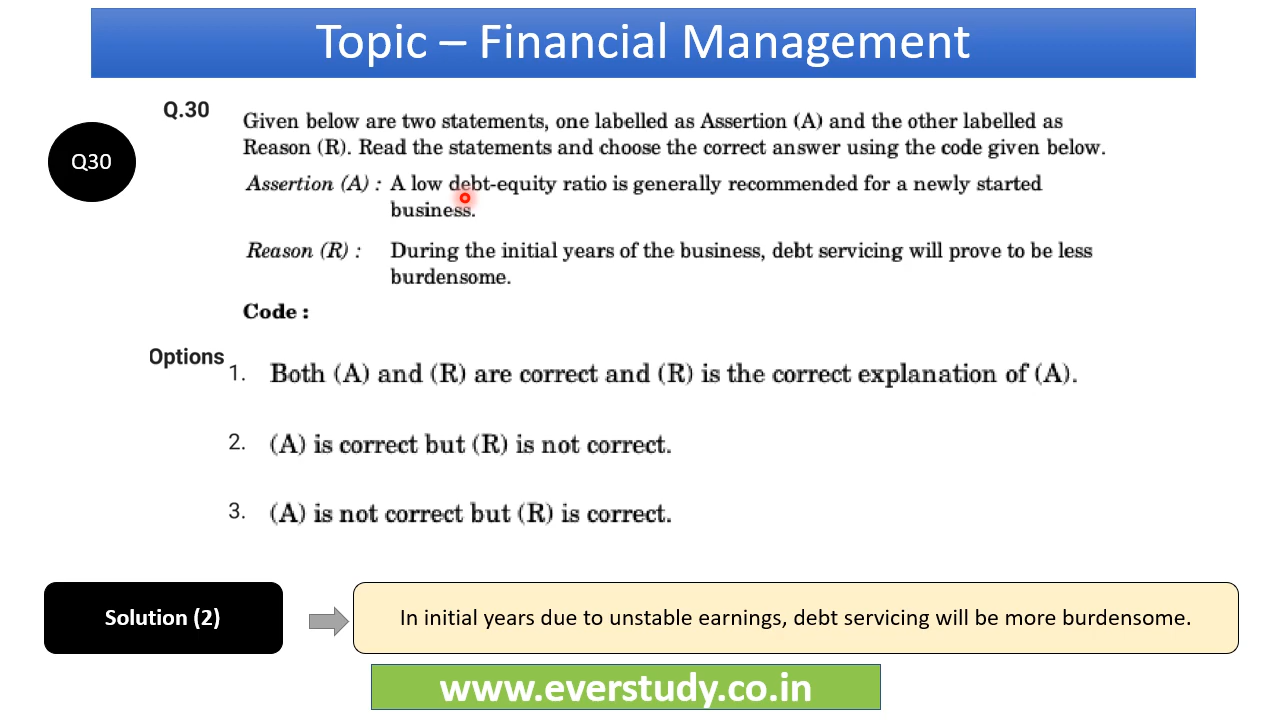 Topic – Financial Management
Q.30
Q30
Given below are two statements, one labelled as Assertion (A) and the other labelled as
Reason (R). Read the statements and choose the correct answer using the code given below.
Assertion (A) : A low debt-equity ratio is generally recommended for a newly started
business.
Reason (R) : During the initial years of the business, debt servicing will prove to be less
burdensome.
Code :
Options
1. Both (A) and (R) are correct and (R) is the correct explanation of (A).
2. (A) is correct but (R) is not correct.
3. (A) is not correct but (R) is correct.
Solution (2)
In initial years due to unstable earnings, debt servicing will be more burdensome.
www.everstudy.co.in